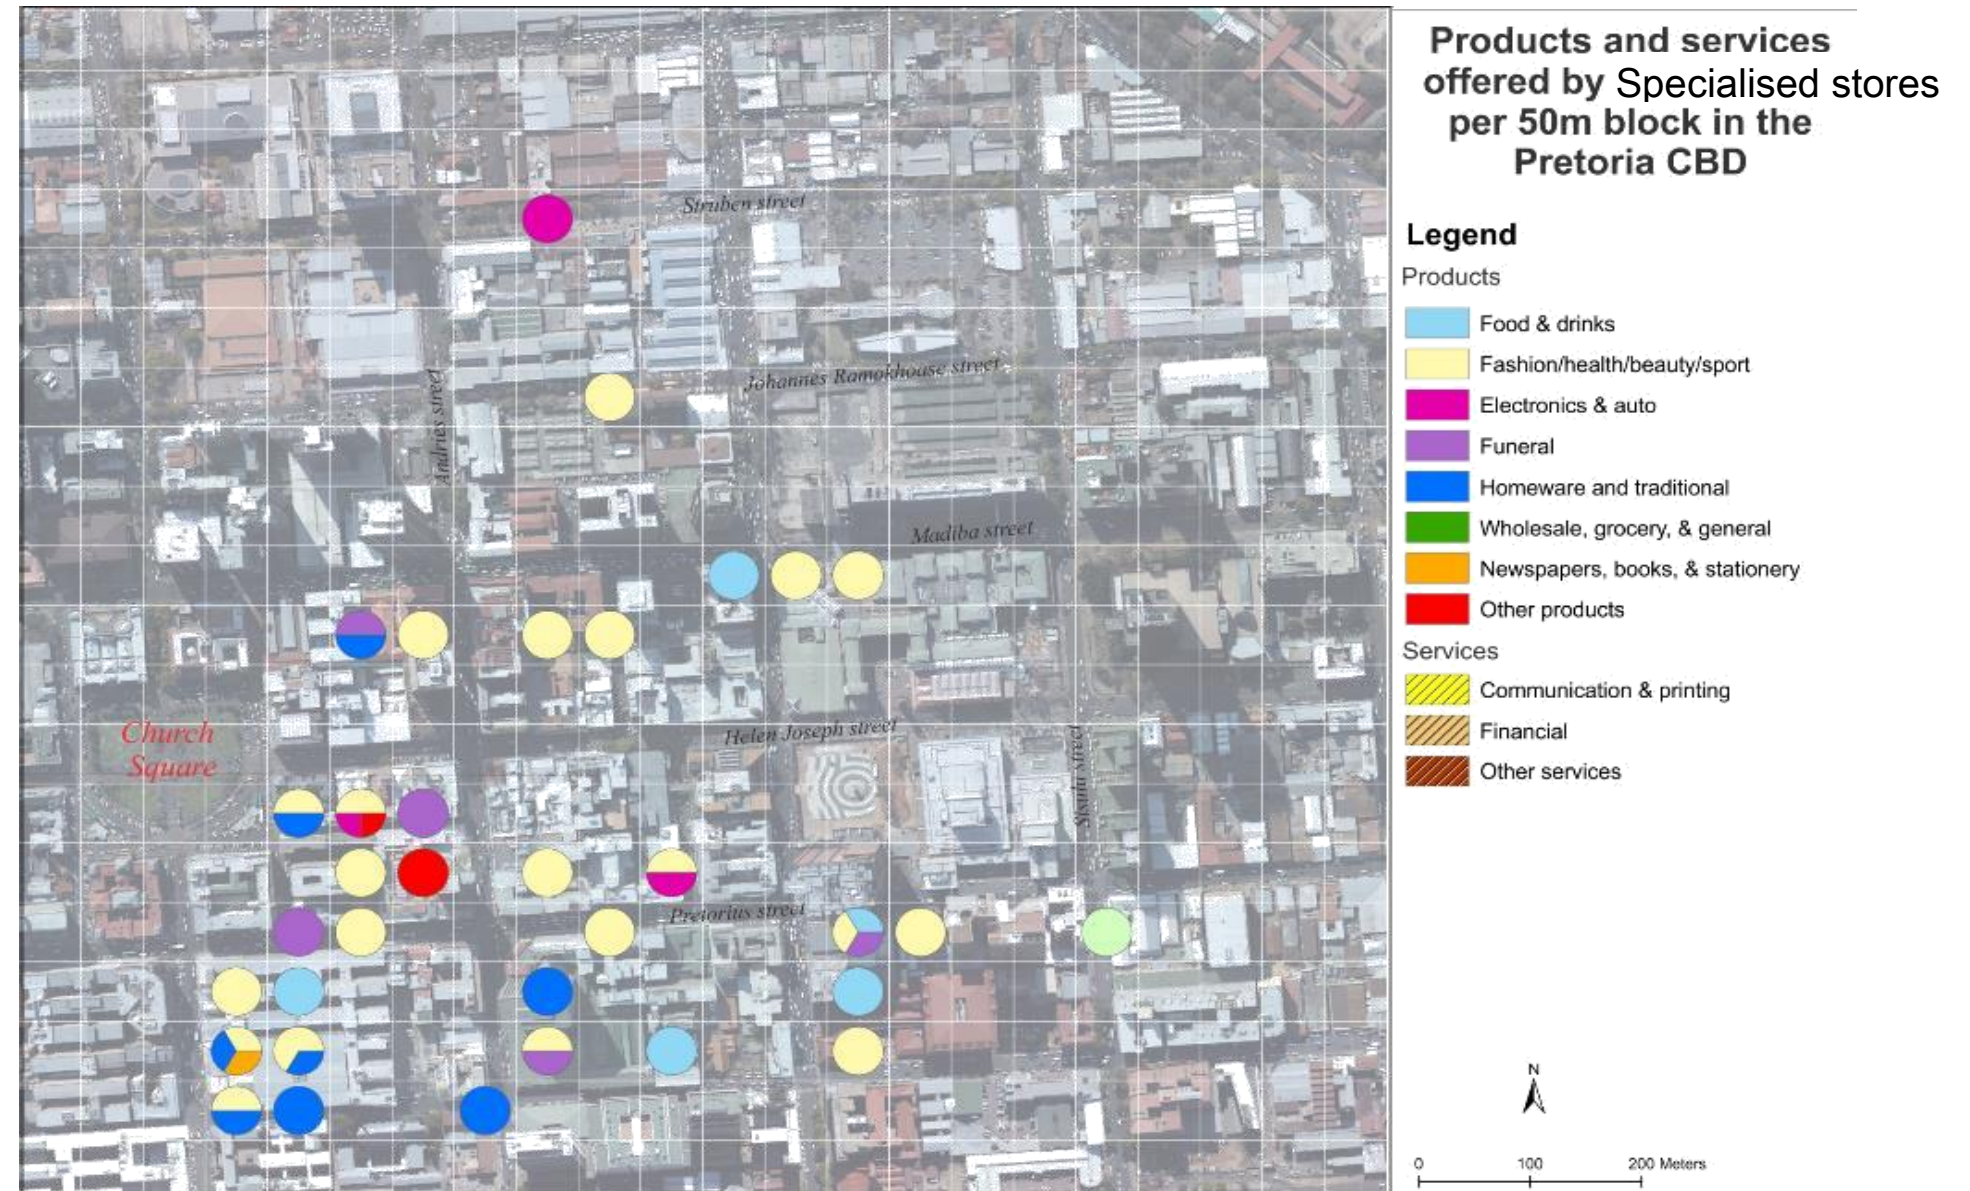 Products and services
offered by Specialised stores
per 50m block in the
Pretoria CBD
Legend
Products
Food & drinks
Fashion/health/beauty/sport
Electronics & auto
Funeral
Homeware and traditional
Wholesale, grocery, & general
Newspapers, books, & stationery
Other products
Services
Communication & printing
Financial
Other services
N
0 100 200 Meters
Struben street
Johannes Ramokhoase street
Andries street
Madiba street
Church
Square
Helen Joseph street
Sisulu street
Pretorius street